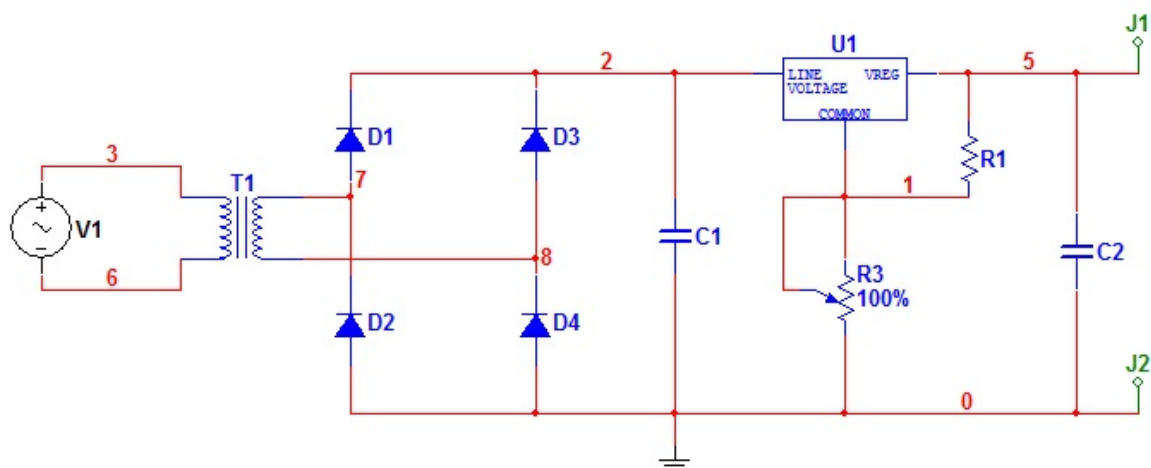 J1
U1
2
5
LINE VREG
VOLTAGE
COMMON
D1
D3
R1
3
7
T1
1
V1
C1
8
C2
6
R3
100%
D2
D4
J2
0